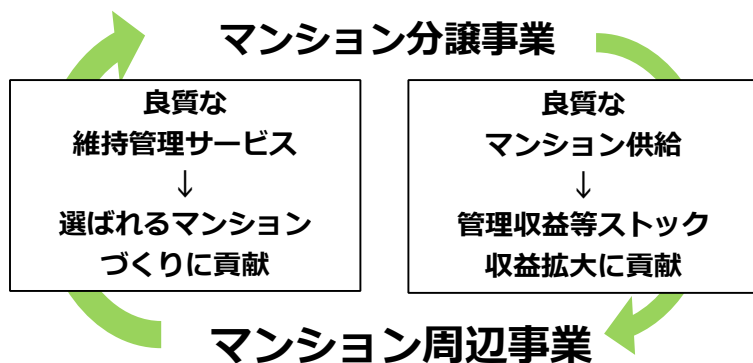 マンション分譲事業
良質な
維持管理サービス
↓
選ばれるマンション
づくりに貢献
良質な
マンション供給
↓
管理収益等ストック
収益拡大に貢献
マンション周辺事業